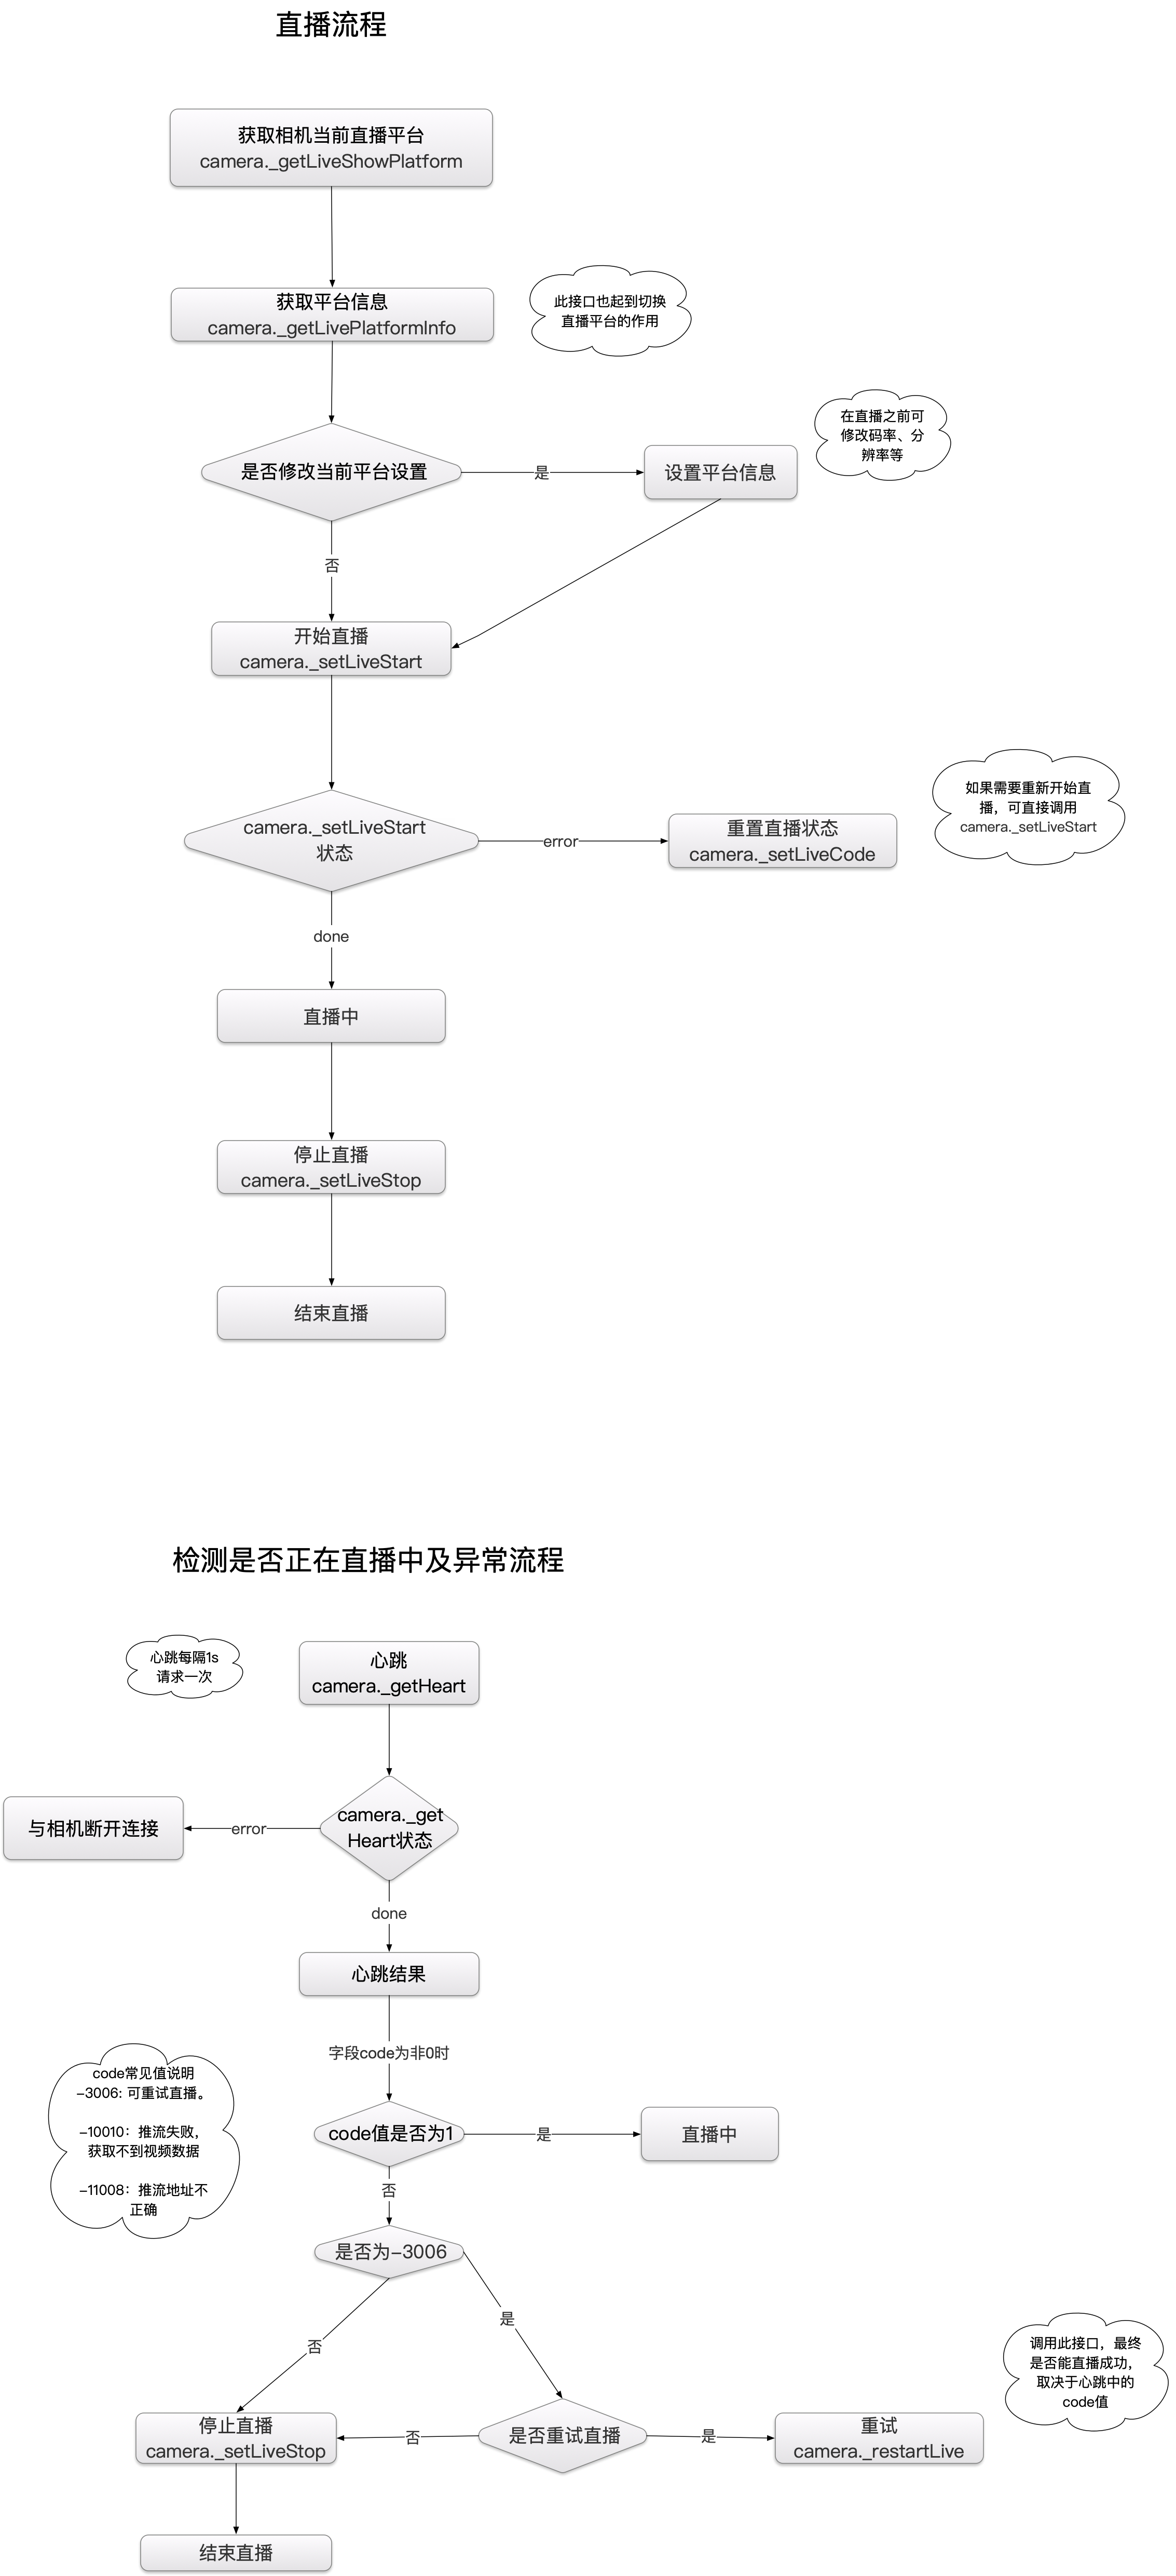 直播流程
获取相机当前直播平台
camera._getLiveShowPlatform
获取平台信息
camera._getLivePlatformInfo
此接口也起到切换
直播平台的作用
是否修改当前平台设置
是
设置平台信息
在直播之前可
修改码率、分
辨率等
否
开始直播
camera._setLiveStart
camera._setLiveStart
状态
error
重置直播状态
camera._setLiveCode
如果需要重新开始直
播，可直接调用
camera._setLiveStart
done
直播中
停止直播
camera._setLiveStop
结束直播
检测是否正在直播中及异常流程
心跳每隔1s
请求一次
心跳
camera._getHeart
camera._get
Heart状态
error
与相机断开连接
done
心跳结果
字段code为非0时
code常见值说明
-3006: 可重试直播。
-10010：推流失败，
获取不到视频数据
-11008：推流地址不
正确
code值是否为1
是
直播中
否
是否为-3006
是
否
停止直播
camera._setLiveStop
否
是否重试直播
是
重试
camera._restartLive
调用此接口，最终
是否能直播成功，
取决于心跳中的
code值
结束直播